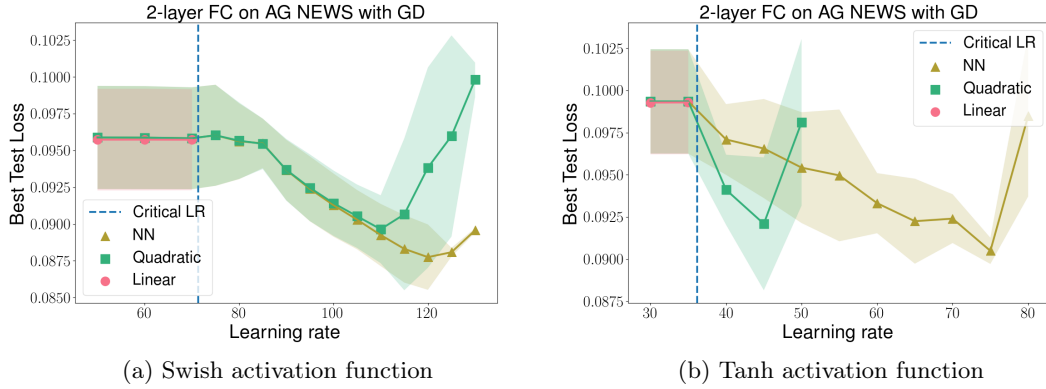 2-layer FC on AG NEWS with GD
Best Test Loss
0.1025
0.1000
0.0975
0.0950
0.0925
0.0900
0.0875
0.0850
Critical LR
NN
Quadratic
Linear
60
80
100
120
Learning rate
(a) Swish activation function
2-layer FC on AG NEWS with GD
Best Test Loss
0.1025
0.1000
0.0975
0.0950
0.0925
0.0900
0.0875
Critical LR
NN
Quadratic
Linear
30
40
50
60
70
80
Learning rate
(b) Tanh activation function